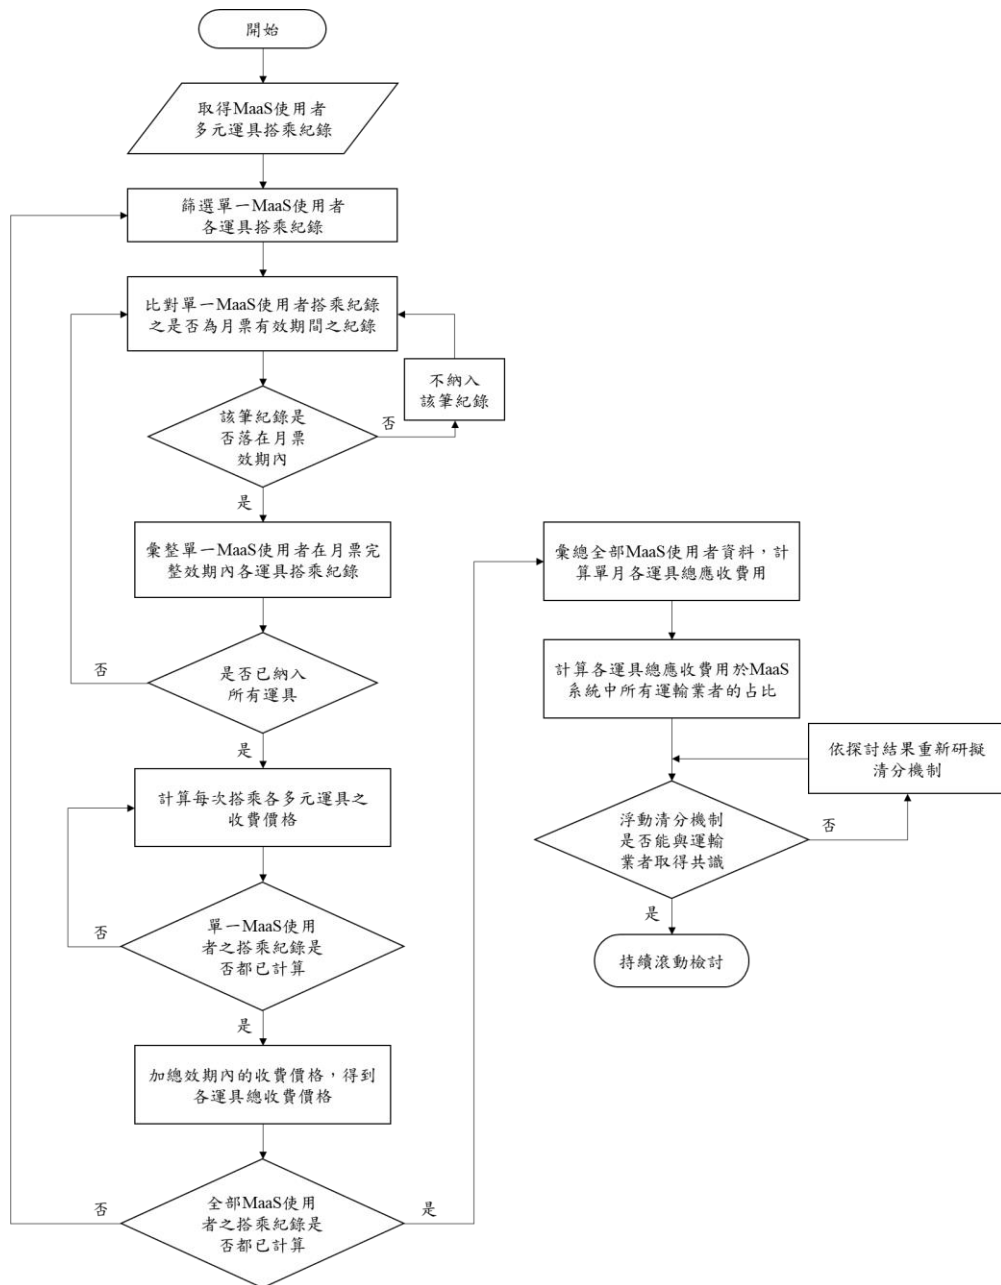 開始
取得MaaS使用者
多元運具搭乘紀錄
篩選單一MaaS使用者
各運具搭乘紀錄
比對單一MaaS使用者搭乘紀錄
之是否為月票有效期間之紀錄
不納入
該筆紀錄
該筆紀錄是
否落在月票
效期內
否
是
彙整單一MaaS使用者在月票完
整效期內各運具搭乘紀錄
是否已納入
所有運具
否
是
計算每次搭乘各多元運具之
收費價格
單一MaaS使用
者之搭乘紀錄是
否都已計算
否
是
加總效期內的收費價格，得到
各運具總收費價格
全部MaaS使用
者之搭乘紀錄是
否都已計算
否
是
彙總全部MaaS使用者資料，計
算單月各運具總應收費用
計算各運具總應收費用於MaaS
系統中所有運輸業者的占比
依探討結果重新研擬
清分機制
浮動清分機制
是否能與運輸
業者取得共識
否
是
持續滾動檢討